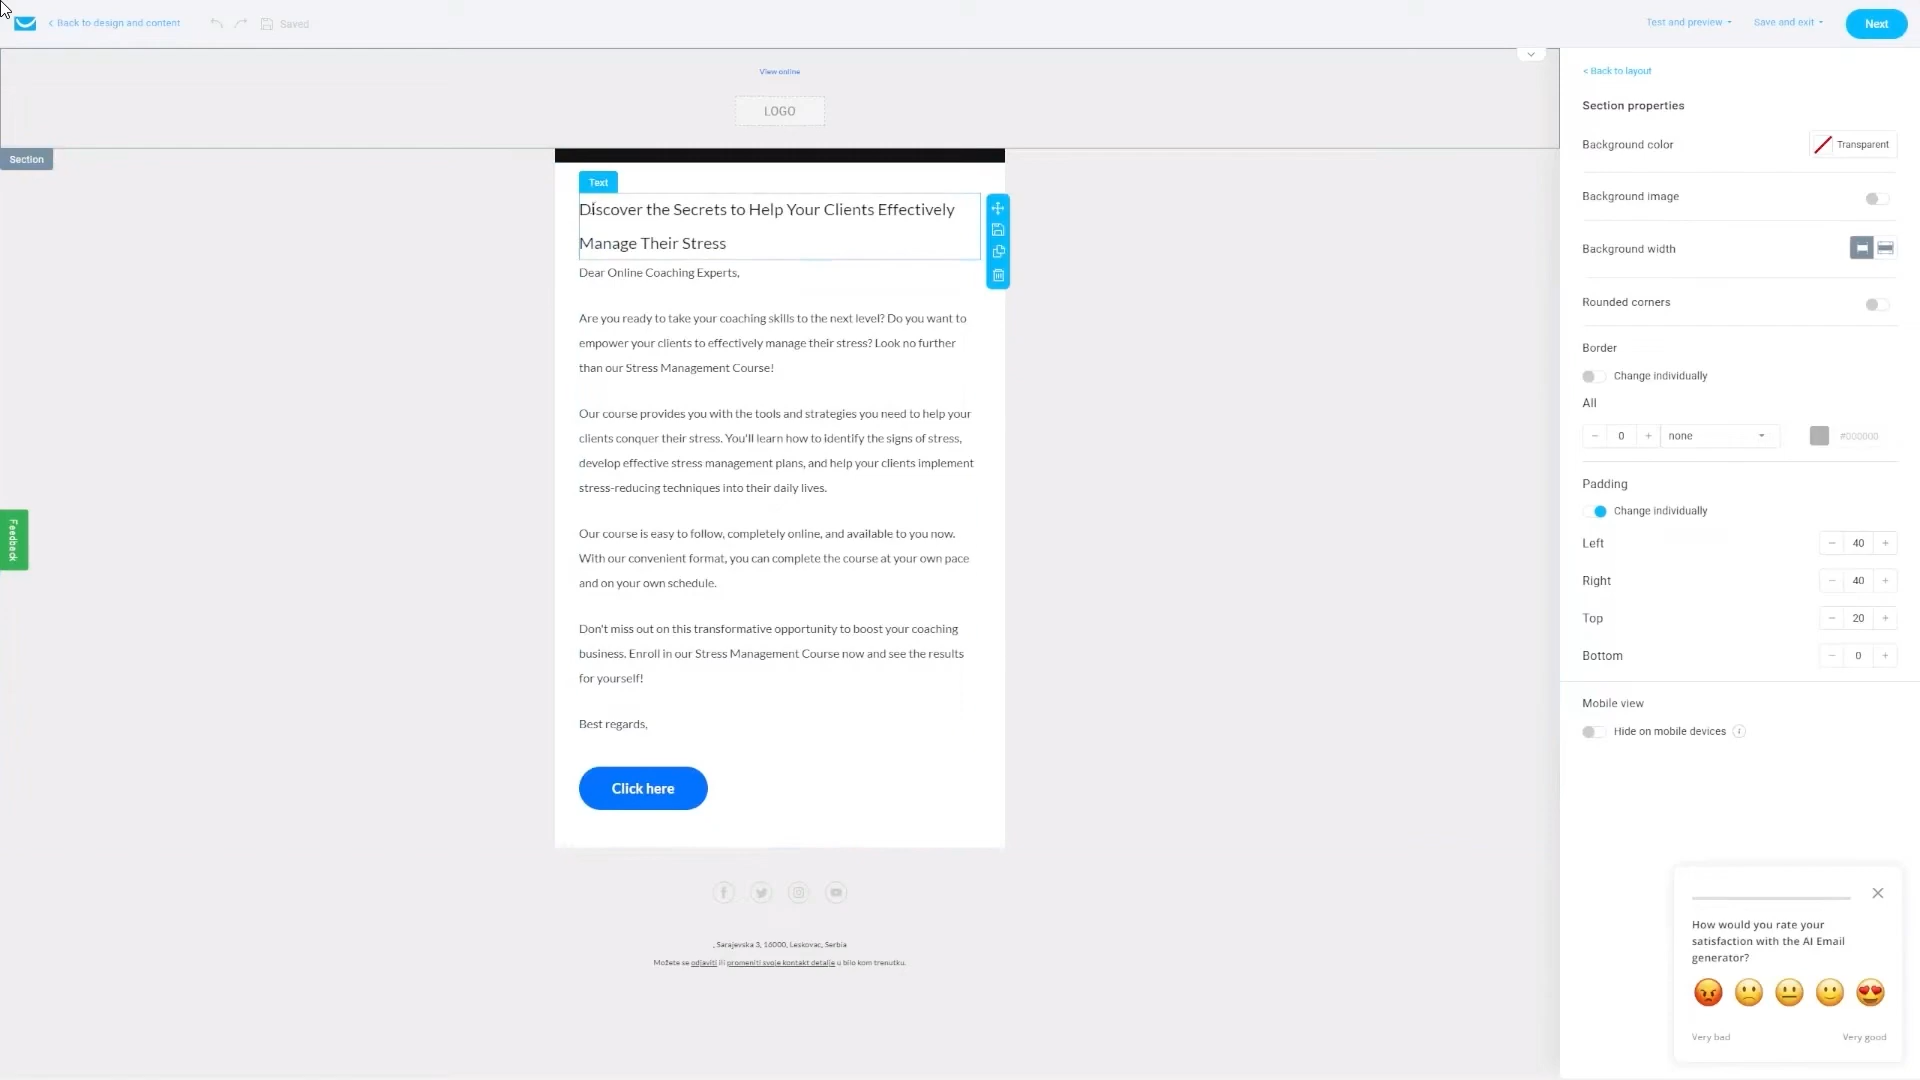 < Back to design and content
Saved
Test and preview
Save and exit
Next
View online
LOGO
Section
Text
Discover the Secrets to Help Your Clients Effectively
Manage Their Stress
Dear Online Coaching Experts,
Are you ready to take your coaching skills to the next level? Do you want to
empower your clients to effectively manage their stress? Look no further
than our Stress Management Course!
Our course provides you with the tools and strategies you need to help your
clients conquer their stress. You'll learn how to identify the signs of stress,
develop effective stress management plans, and help your clients implement
stress-reducing techniques into their daily lives.
Our course is easy to follow, completely online, and available to you now.
With our convenient format, you can complete the course at your own pace
and on your own schedule.
Don't miss out on this transformative opportunity to boost your coaching
business. Enroll in our Stress Management Course now and see the results
for yourself!
Best regards,
Click here
, Sarajevska 3, 16000, Leskovac, Serbia
Možete se odjaviti ili promeniti svoje kontakt detalje u bilo kom trenutku.
Feedback
< Back to layout
Section properties
Background color
Transparent
Background image
Background width
Rounded corners
Border
Change individually
All
− 0 + none #000000
Padding
Change individually
Left − 40 +
Right − 40 +
Top − 20 +
Bottom − 0 +
Mobile view
Hide on mobile devices i
How would you rate your
satisfaction with the AI Email
generator?
Very bad
Very good